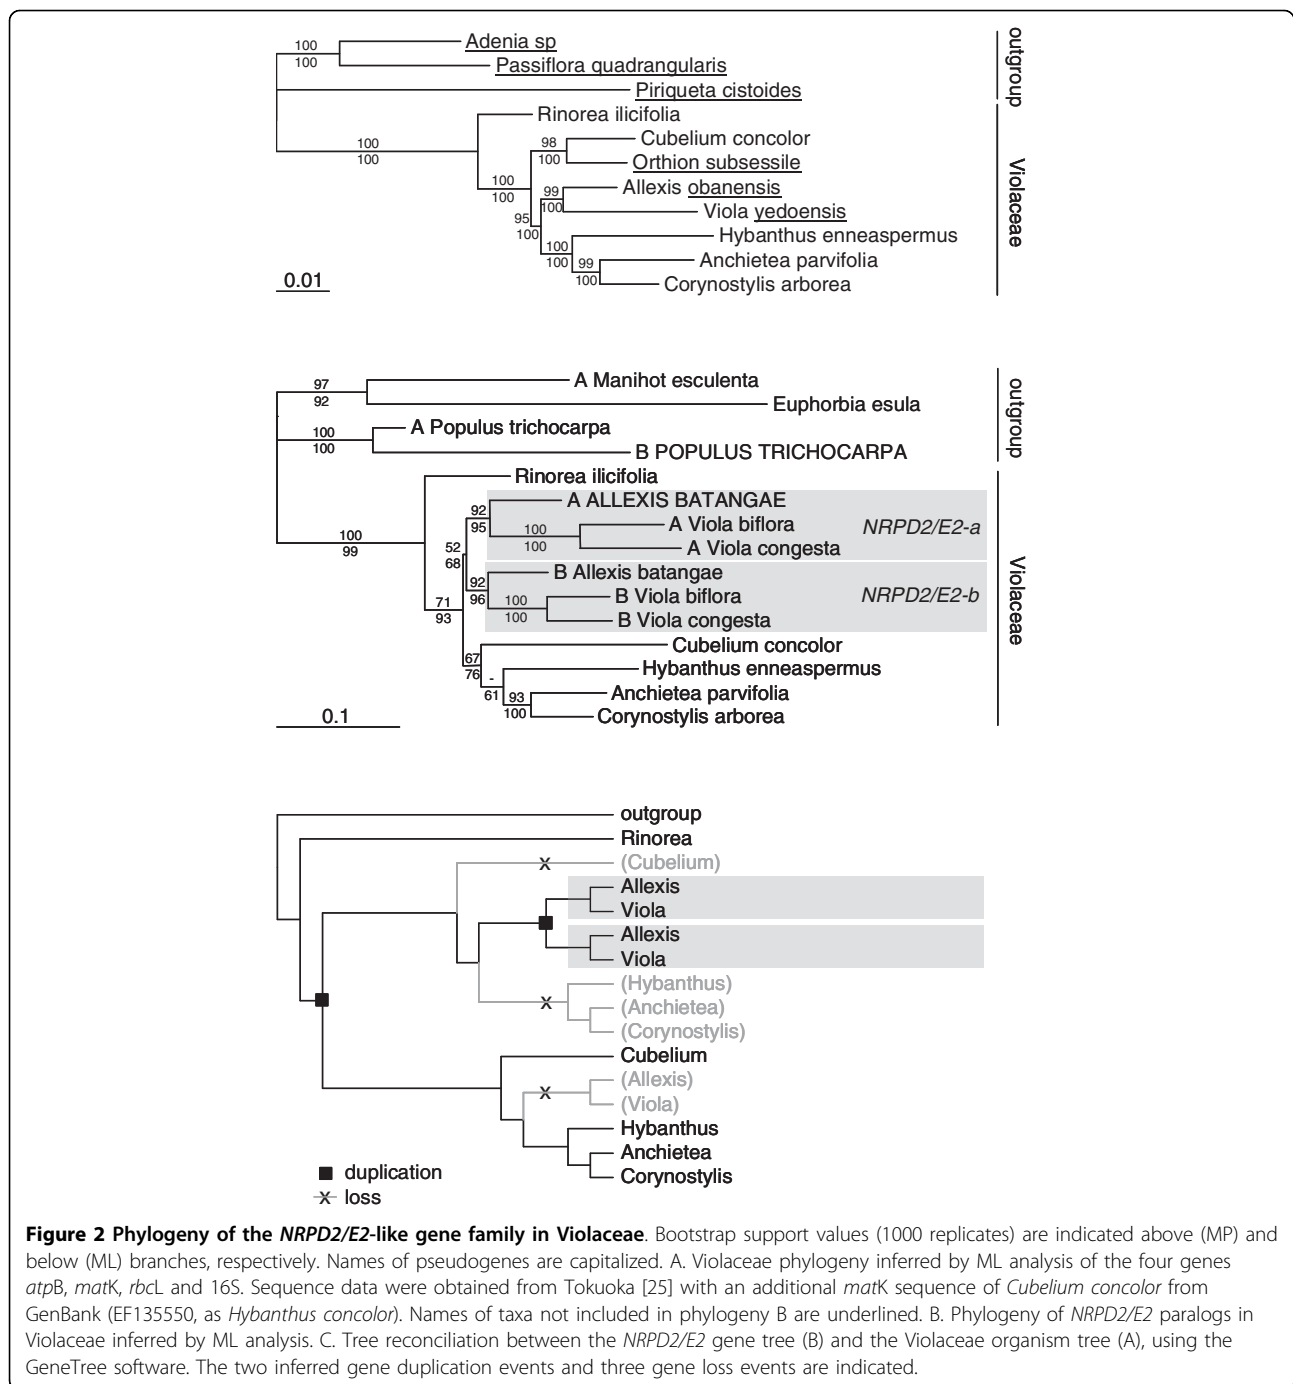 Adenia sp
100
100
Passiflora quadrangularis
Piriqueta cistoides
outgroup
Rinorea ilicifolia
100
100
Cubelium concolor
98
100
Orthion subsessile
100
100
Allexis obanensis
99
100
Viola yedoensis
95
100
Hybanthus enneaspermus
100
100
Anchietea parvifolia
99
100
Corynostylis arborea
Violaceae
0.01
A Manihot esculenta
97
92
Euphorbia esula
A Populus trichocarpa
100
100
B POPULUS TRICHOCARPA
outgroup
Rinorea ilicifolia
A ALLEXIS BATANGAE
92
95
A Viola biflora
100
100
A Viola congesta
NRPD2/E2-a
100
99
52
68
B Allexis batangae
92
96
B Viola biflora
100
100
B Viola congesta
NRPD2/E2-b
71
93
Cubelium concolor
67
76
Hybanthus enneaspermus
-
61
Anchietea parvifolia
93
100
Corynostylis arborea
Violaceae
0.1
outgroup
Rinorea
(Cubelium)
X
Allexis
Viola
Allexis
Viola
(Hybanthus)
X
(Anchietea)
(Corynostylis)
Cubelium
(Allexis)
X
(Viola)
Hybanthus
Anchietea
Corynostylis
duplication
X loss
Figure 2 Phylogeny of the NRPD2/E2-like gene family in Violaceae. Bootstrap support values (1000 replicates) are indicated above (MP) and
below (ML) branches, respectively. Names of pseudogenes are capitalized. A. Violaceae phylogeny inferred by ML analysis of the four genes
atpB, matK, rbcL and 16S. Sequence data were obtained from Tokuoka [25] with an additional matK sequence of Cubelium concolor from
GenBank (EF135550, as Hybanthus concolor). Names of taxa not included in phylogeny B are underlined. B. Phylogeny of NRPD2/E2 paralogs in
Violaceae inferred by ML analysis. C. Tree reconciliation between the NRPD2/E2 gene tree (B) and the Violaceae organism tree (A), using the
GeneTree software. The two inferred gene duplication events and three gene loss events are indicated.